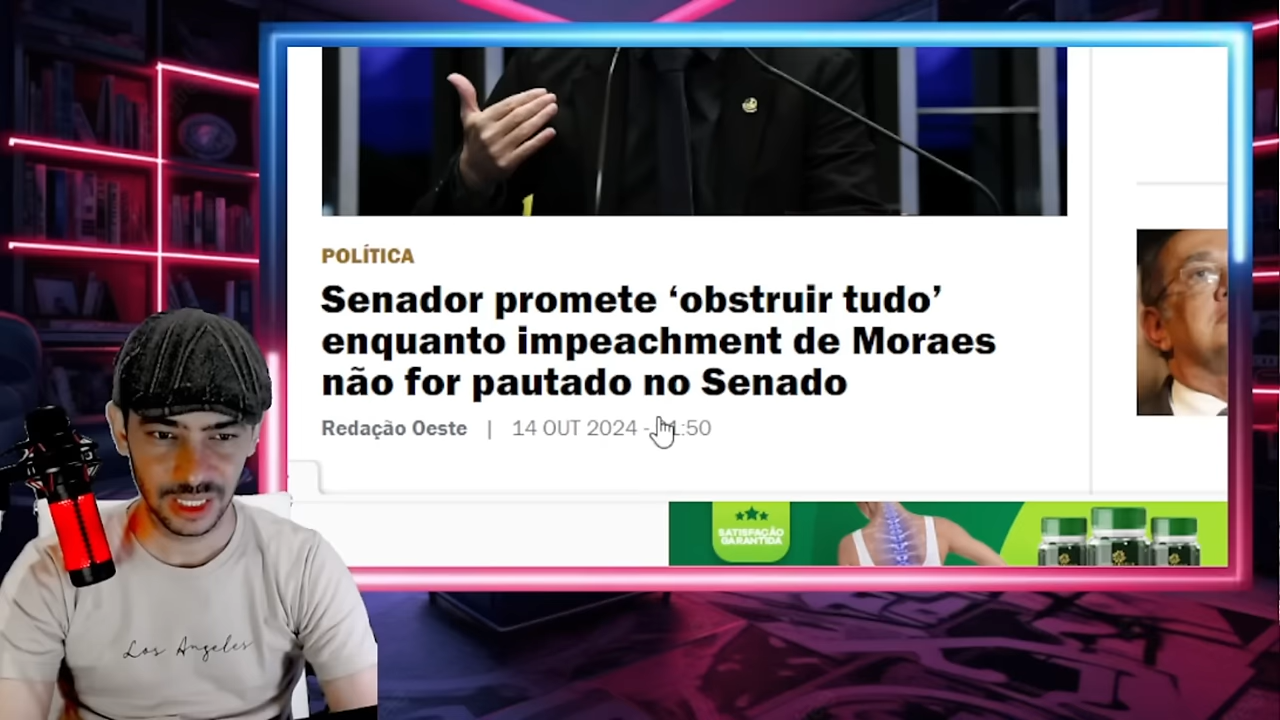 POLÍTICA
Senador promete ‘obstruir tudo’
enquanto impeachment de Moraes
não for pautado no Senado
Redação Oeste | 14 OUT 2024 - :50
SATISFAÇÃO
GARANTIDA
Los Angeles